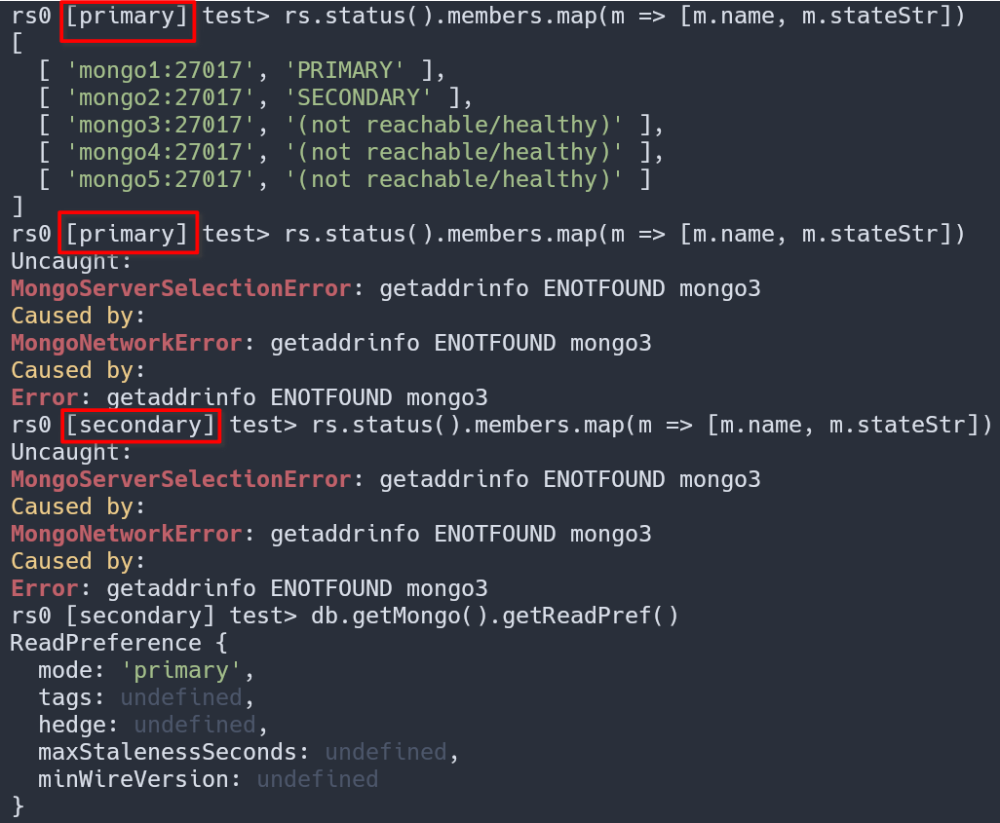 rs0 [primary] test> rs.status().members.map(m => [m.name, m.stateStr])
[
  [ 'mongo1:27017', 'PRIMARY' ],
  [ 'mongo2:27017', 'SECONDARY' ],
  [ 'mongo3:27017', '(not reachable/healthy)' ],
  [ 'mongo4:27017', '(not reachable/healthy)' ],
  [ 'mongo5:27017', '(not reachable/healthy)' ]
]
rs0 [primary] test> rs.status().members.map(m => [m.name, m.stateStr])
Uncaught:
MongoServerSelectionError: getaddrinfo ENOTFOUND mongo3
Caused by:
MongoNetworkError: getaddrinfo ENOTFOUND mongo3
Caused by:
Error: getaddrinfo ENOTFOUND mongo3
rs0 [secondary] test> rs.status().members.map(m => [m.name, m.stateStr])
Uncaught:
MongoServerSelectionError: getaddrinfo ENOTFOUND mongo3
Caused by:
MongoNetworkError: getaddrinfo ENOTFOUND mongo3
Caused by:
Error: getaddrinfo ENOTFOUND mongo3
rs0 [secondary] test> db.getMongo().getReadPref()
ReadPreference {
  mode: 'primary',
  tags: undefined,
  hedge: undefined,
  maxStalenessSeconds: undefined,
  minWireVersion: undefined
}